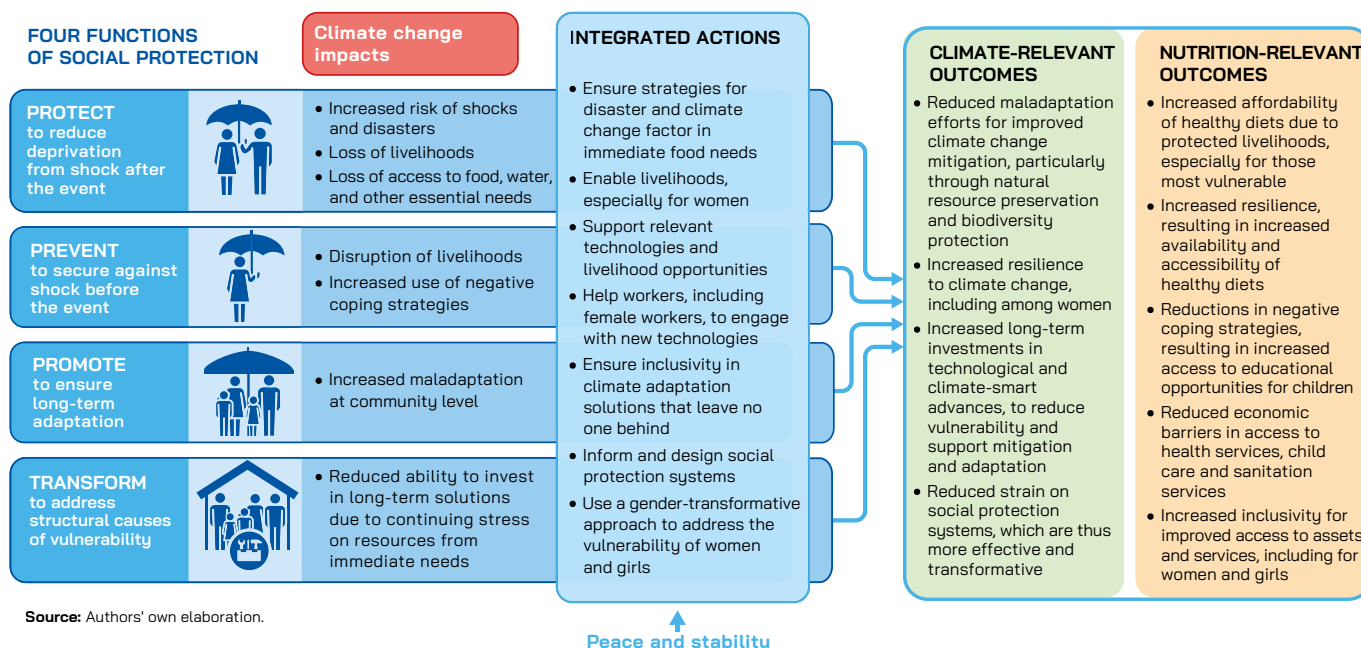 FOUR FUNCTIONS
OF SOCIAL PROTECTION
Climate change
impacts
PROTECT
to reduce
deprivation
from shock after
the event
• Increased risk of shocks
and disasters
• Loss of livelihoods
• Loss of access to food, water,
and other essential needs
PREVENT
to secure against
shock before
the event
• Disruption of livelihoods
• Increased use of negative
coping strategies
PROMOTE
to ensure
long-term
adaptation
• Increased maladaptation
at community level
TRANSFORM
to address
structural causes
of vulnerability
• Reduced ability to invest
in long-term solutions
due to continuing stress
on resources from
immediate needs
INTEGRATED ACTIONS
• Ensure strategies for
disaster and climate
change factor in
immediate food needs
• Enable livelihoods,
especially for women
• Support relevant
technologies and
livelihood opportunities
• Help workers, including
female workers, to engage
with new technologies
• Ensure inclusivity in
climate adaptation
solutions that leave no
one behind
• Inform and design social
protection systems
• Use a gender-transformative
approach to address the
vulnerability of women
and girls
Peace and stability
CLIMATE-RELEVANT
OUTCOMES
• Reduced maladaptation
efforts for improved
climate change
mitigation, particularly
through natural
resource preservation
and biodiversity
protection
• Increased resilience
to climate change,
including among women
• Increased long-term
investments in
technological and
climate-smart
advances, to reduce
vulnerability and
support mitigation
and adaptation
• Reduced strain on
social protection
systems, which are thus
more effective and
transformative
NUTRITION-RELEVANT
OUTCOMES
• Increased affordability
of healthy diets due to
protected livelihoods,
especially for those
most vulnerable
• Increased resilience,
resulting in increased
availability and
accessibility of
healthy diets
• Reductions in negative
coping strategies,
resulting in increased
access to educational
opportunities for children
• Reduced economic
barriers in access to
health services, child
care and sanitation
services
• Increased inclusivity for
improved access to assets
and services, including for
women and girls
Source: Authors' own elaboration.